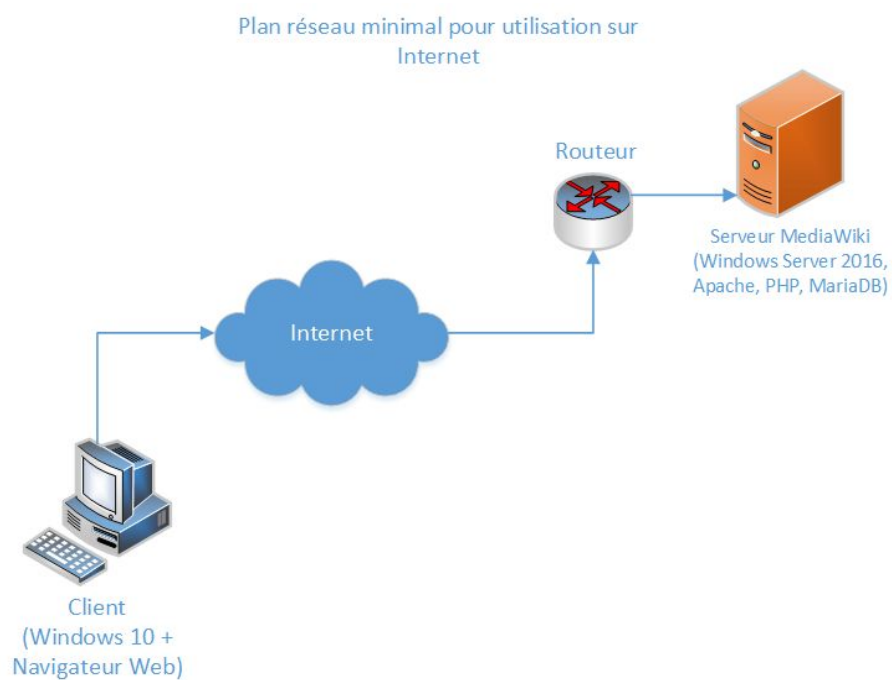 Plan réseau minimal pour utilisation sur
Internet
Routeur
Serveur MediaWiki
(Windows Server 2016,
Apache, PHP, MariaDB)
Internet
Client
(Windows 10 +
Navigateur Web)